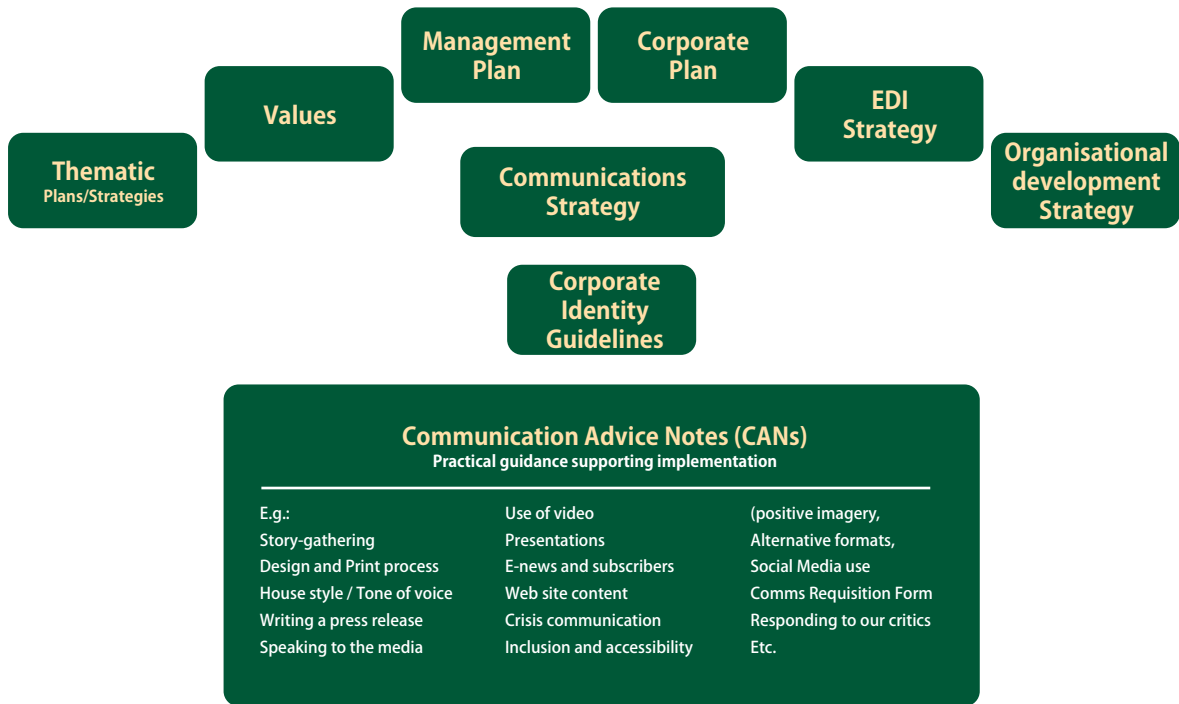 Management
Plan
Corporate
Plan
Values
EDI
Strategy
Thematic
Plans/Strategies
Organisational
development
Strategy
Communications
Strategy
Corporate
Identity
Guidelines
Communication Advice Notes (CANs)
Practical guidance supporting implementation
E.g.:
Story-gathering
Design and Print process
House style / Tone of voice
Writing a press release
Speaking to the media
Use of video
Presentations
E-news and subscribers
Web site content
Crisis communication
Inclusion and accessibility
(positive imagery,
Alternative formats,
Social Media use
Comms Requisition Form
Responding to our critics
Etc.